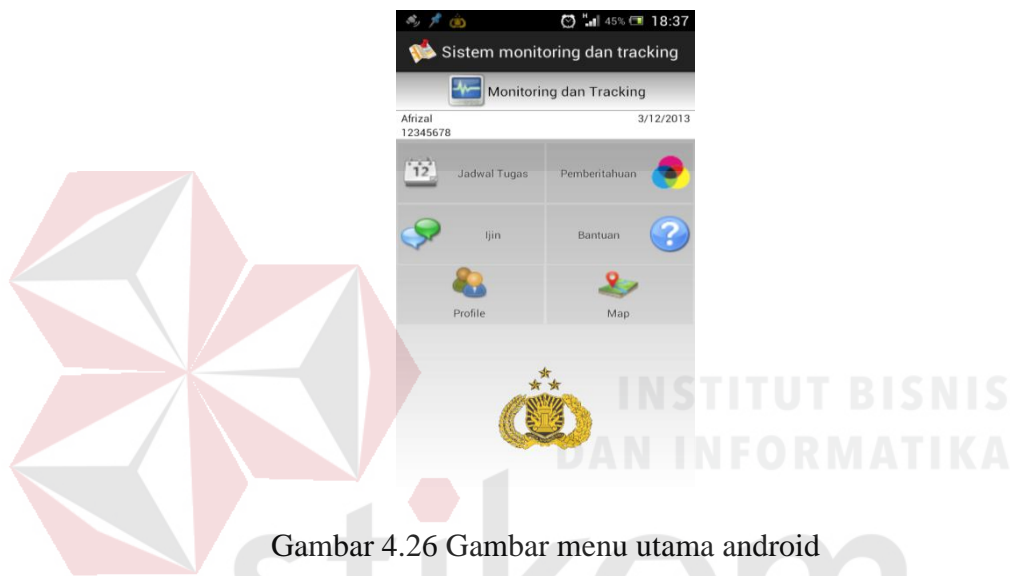 H 45% 18:37
Sistem monitoring dan tracking
Monitoring dan Tracking
Afrizal 3/12/2013
12345678
12 Jadwal Tugas Pemberitahuan
Ijin Bantuan ?
Profile Map
INSTITUT BISNIS
DAN INFORMATIKA
Gambar 4.26 Gambar menu utama android
stikom